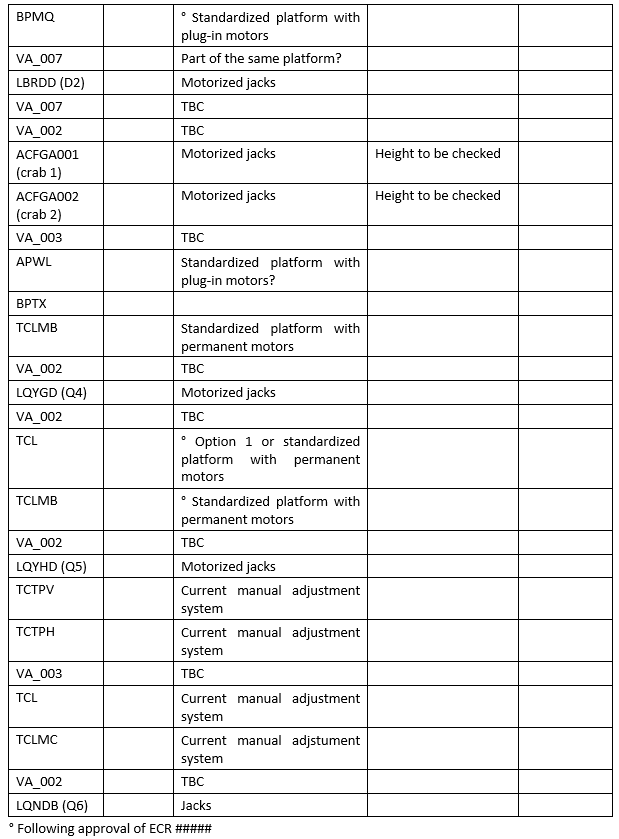 BPMQ ° Standardized platform with
plug-in motors
VA_007 Part of the same platform?
LBRDD (D2) Motorized jacks
VA_007 TBC
VA_002 TBC
ACFGA001 Motorized jacks Height to be checked
(crab 1)
ACFGA002 Motorized jacks Height to be checked
(crab 2)
VA_003 TBC
APWL Standardized platform with
plug-in motors?
BPTX
TCLMB Standardized platform with
permanent motors
VA_002 TBC
LQYGD (Q4) Motorized jacks
VA_002 TBC
TCL ° Option 1 or standardized
platform with permanent
motors
TCLMB ° Standardized platform with
permanent motors
VA_002 TBC
LQYHD (Q5) Motorized jacks
TCTPV Current manual adjustment
system
TCTPH Current manual adjustment
system
VA_003 TBC
TCL Current manual adjustment
system
TCLMC Current manual adjstument
system
VA_002 TBC
LQNDB (Q6) Jacks
° Following approval of ECR #####